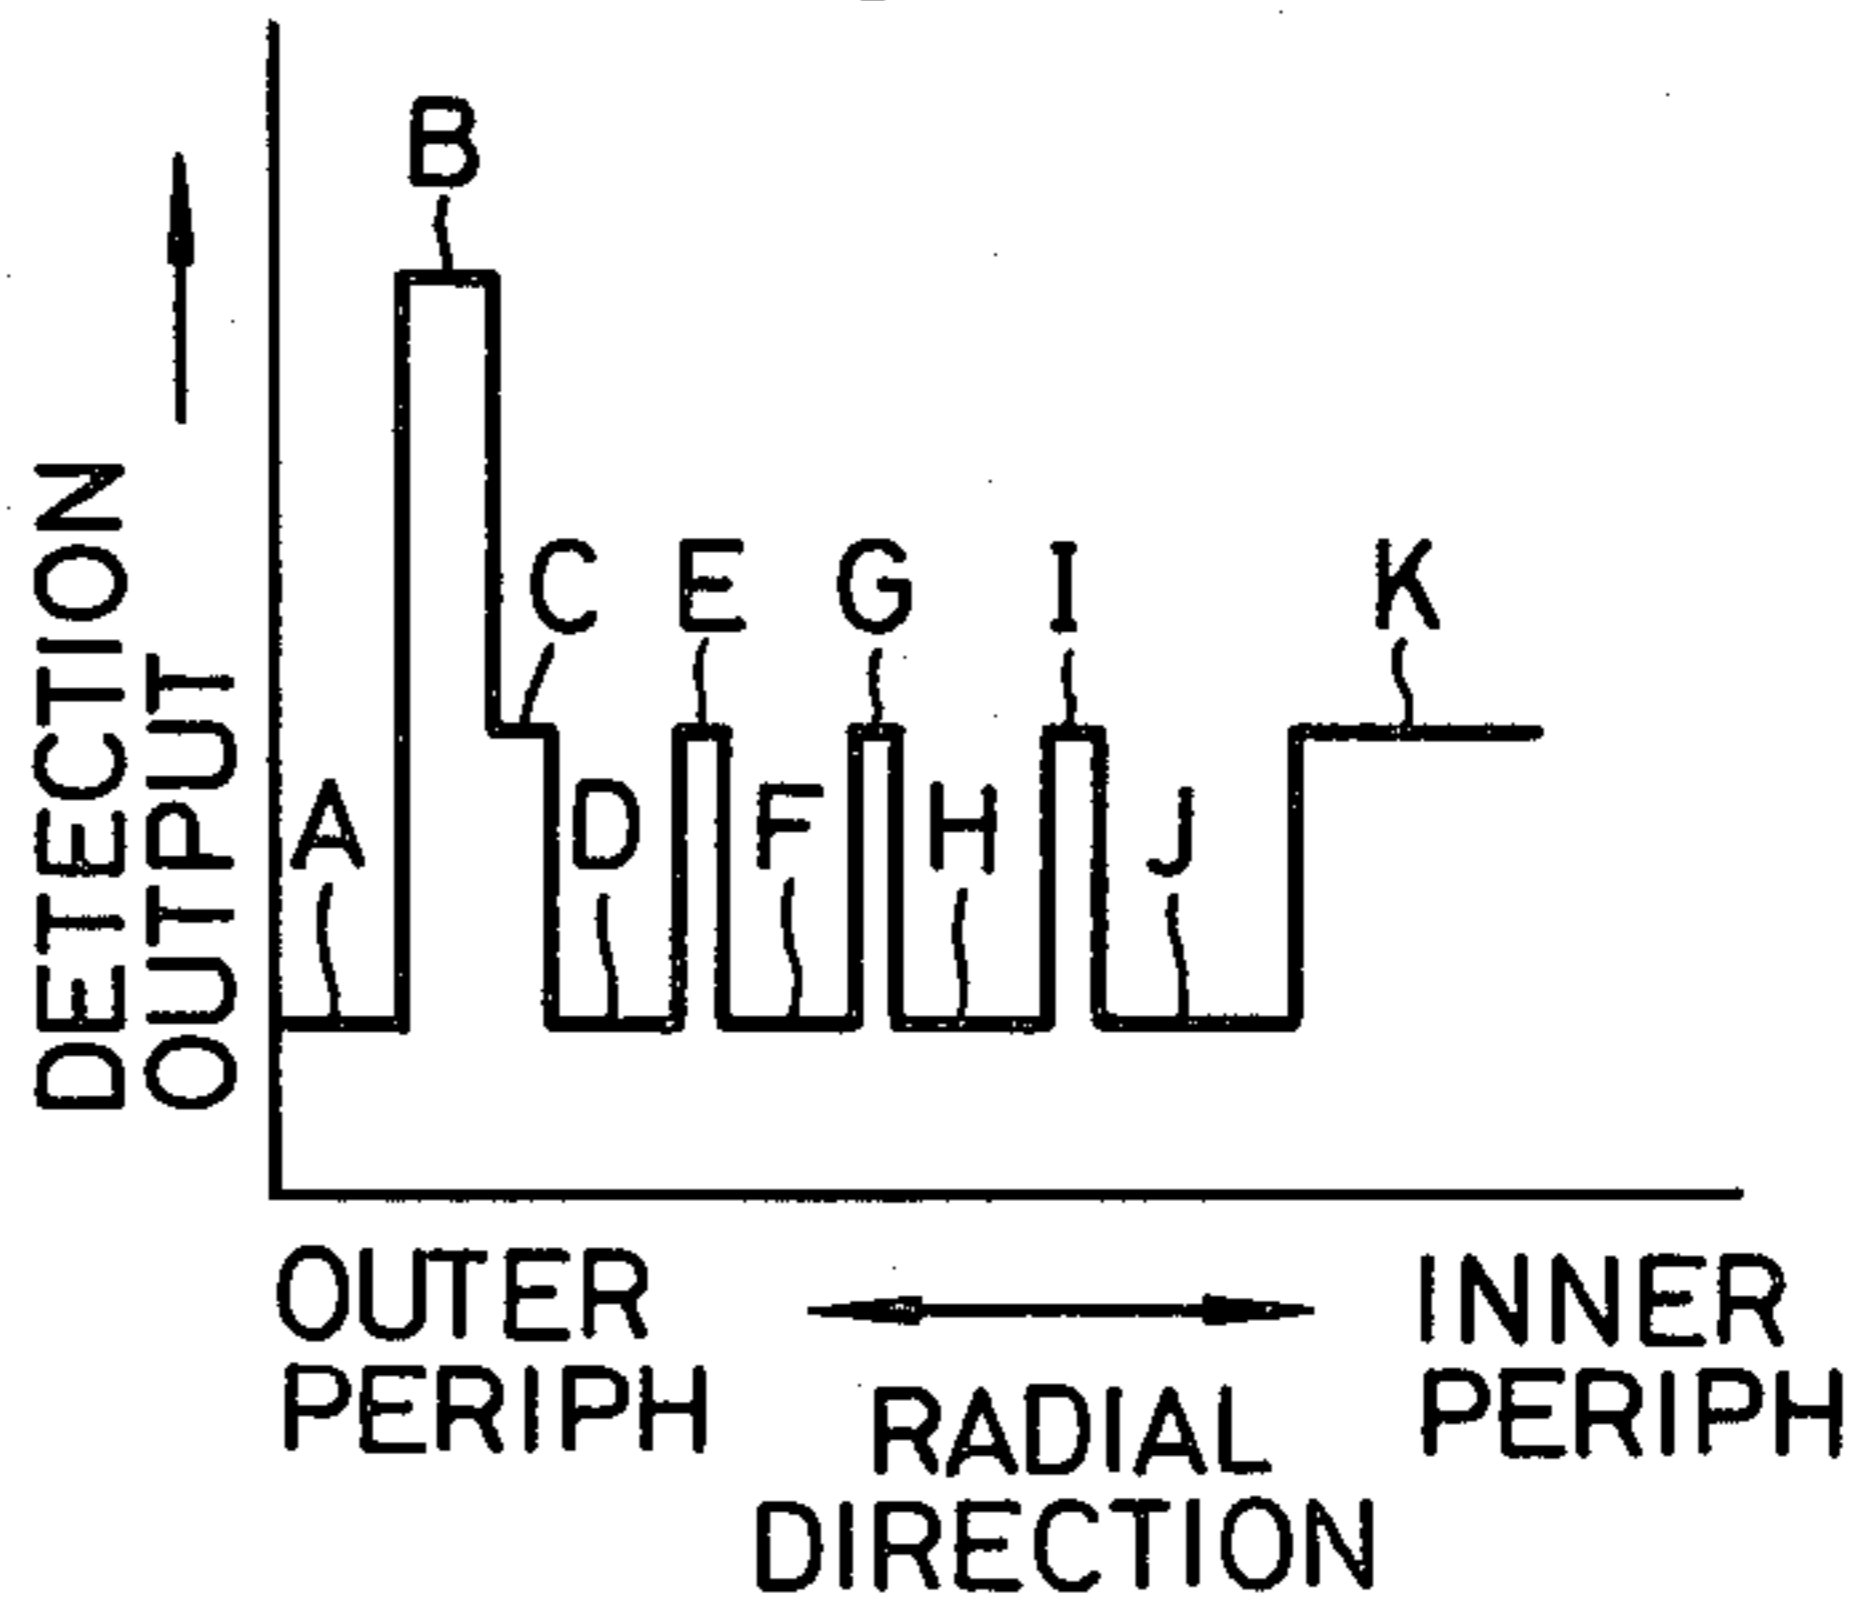 B
C E G I K
A D F H J
DETECTION
OUTPUT
OUTER
PERIPH
RADIAL
DIRECTION
INNER
PERIPH